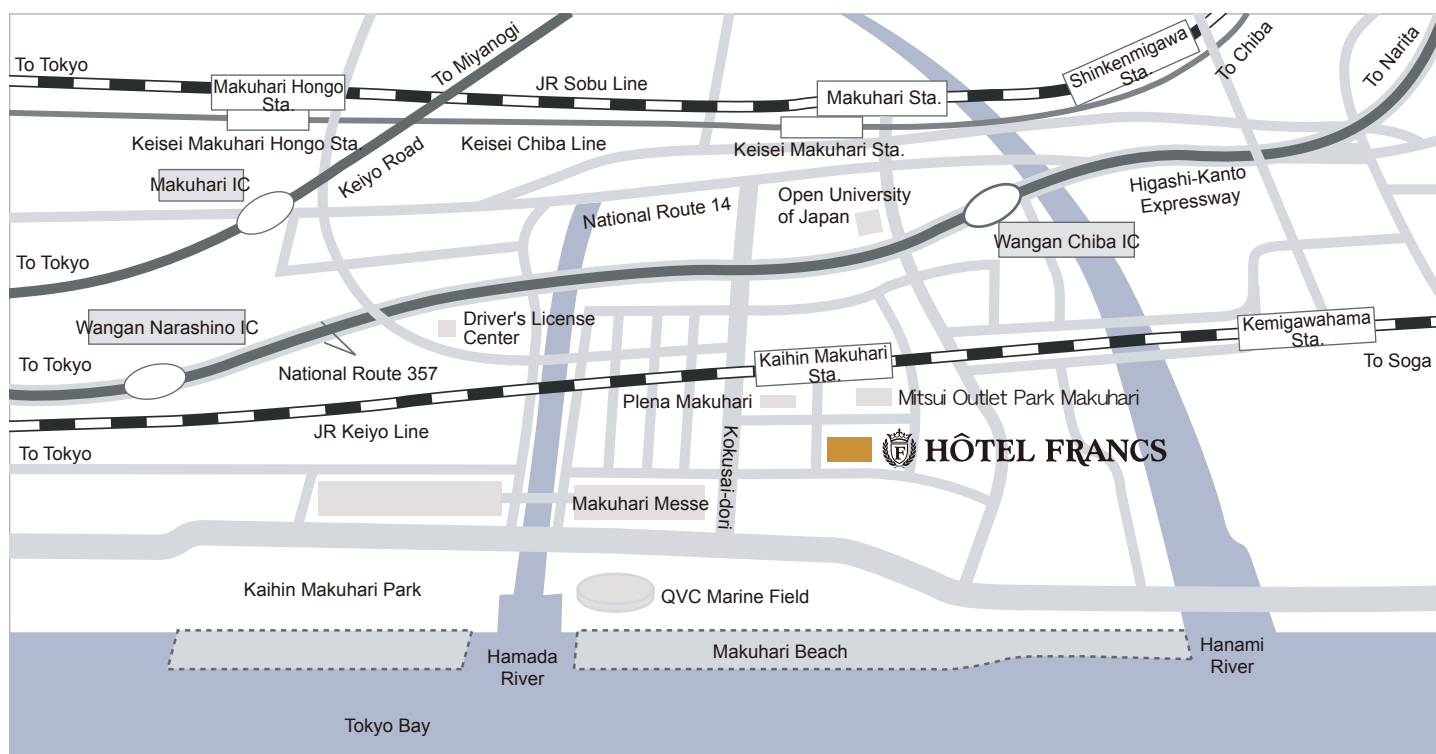 To Tokyo
Makuhari Hongo
Sta.
To Miyanogi
JR Sobu Line
Makuhari Sta.
Shinkenmigawa
Sta.
To Chiba
To Narita
Keisei Makuhari Hongo Sta.
Keiyo Road
Keisei Chiba Line
Keisei Makuhari Sta.
Makuhari IC
National Route 14
Open University
of Japan
Higashi-Kanto
Expressway
Wangan Chiba IC
To Tokyo
Wangan Narashino IC
Driver's License
Center
Kemigawahama
Sta.
To Tokyo
National Route 357
Kaihin Makuhari
Sta.
To Soga
Plena Makuhari
Mitsui Outlet Park Makuhari
JR Keiyo Line
To Tokyo
Kokusai-dori
F
HÔTEL FRANCS
Makuhari Messe
Kaihin Makuhari Park
QVC Marine Field
Hamada
River
Makuhari Beach
Hanami
River
Tokyo Bay